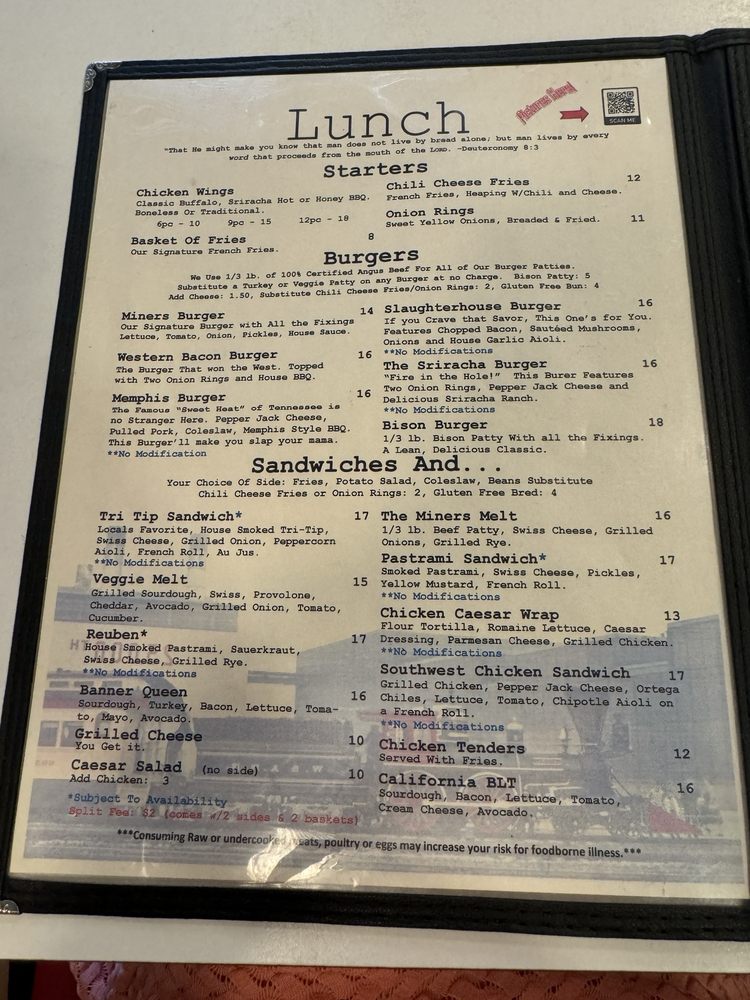 Lunch
SCAN ME
"That He might make you know that man does not live by bread alone; but man lives by every
word that proceeds from the mouth of the LORD. -Deuteronomy 8:3
Starters
Chicken Wings
Classic Buffalo, Sriracha Hot or Honey BBQ.
Boneless Or Traditional.
6pc - 10 9pc - 15 12pc - 18
Basket Of Fries 8
Our Signature French Fries.
Chili Cheese Fries 12
French Fries, Heaping W/Chili and Cheese.
Onion Rings
Sweet Yellow Onions, Breaded & Fried. 11
Burgers
We Use 1/3 lb. of 100% Certified Angus Beef For All of Our Burger Patties.
Substitute a Turkey or Veggie Patty on any Burger at no Charge. Bison Patty: 5
Add Cheese: 1.50, Substitute Chili Cheese Fries/Onion Rings: 2, Gluten Free Bun: 4
Miners Burger 14
Our Signature Burger with All the Fixings
Lettuce, Tomato, Onion, Pickles, House Sauce.
Western Bacon Burger 16
The Burger That won the West. Topped
with Two Onion Rings and House BBQ.
Memphis Burger 16
The Famous "Sweet Heat" of Tennessee is
no Stranger Here. Pepper Jack Cheese,
Pulled Pork, Coleslaw, Memphis Style BBQ.
This Burger'll make you slap your mama.
**No Modification
Slaughterhouse Burger 16
If you Crave that Savor, This One's for You.
Features Chopped Bacon, Sautéed Mushrooms,
Onions and House Garlic Aioli.
**No Modifications
The Sriracha Burger 16
"Fire in the Hole!" This Burer Features
Two Onion Rings, Pepper Jack Cheese and
Delicious Sriracha Ranch.
**No Modifications
Bison Burger 18
1/3 lb. Bison Patty With all the Fixings.
A Lean, Delicious Classic.
Sandwiches And...
Your Choice Of Side: Fries, Potato Salad, Coleslaw, Beans Substitute
Chili Cheese Fries or Onion Rings: 2, Gluten Free Bred: 4
Tri Tip Sandwich* 17
Locals Favorite, House Smoked Tri-Tip,
Swiss Cheese, Grilled Onion, Peppercorn
Aioli, French Roll, Au Jus.
**No Modifications
Veggie Melt 15
Grilled Sourdough, Swiss, Provolone,
Cheddar, Avocado, Grilled Onion, Tomato,
Cucumber.
Reuben* 17
House Smoked Pastrami, Sauerkraut,
Swiss Cheese, Grilled Rye.
**No Modifications
Banner Queen 16
Sourdough, Turkey, Bacon, Lettuce, Toma-
to, Mayo, Avocado.
Grilled Cheese 10
You Get it.
Caesar Salad (no side) 10
Add Chicken: 3
The Miners Melt 16
1/3 lb. Beef Patty, Swiss Cheese, Grilled
Onions, Grilled Rye.
Pastrami Sandwich* 17
Smoked Pastrami, Swiss Cheese, Pickles,
Yellow Mustard, French Roll.
**No Modifications
Chicken Caesar Wrap 13
Flour Tortilla, Romaine Lettuce, Caesar
Dressing, Parmesan Cheese, Grilled Chicken.
**No Modifications
Southwest Chicken Sandwich 17
Grilled Chicken, Pepper Jack Cheese, Ortega
Chiles, Lettuce, Tomato, Chipotle Aioli on
a French Roll.
**No Modifications
Chicken Tenders 12
Served With Fries.
California BLT 16
Sourdough, Bacon, Lettuce, Tomato,
Cream Cheese, Avocado.
*Subject To Availability
Split Fee: $2 (comes w/2 sides & 2 baskets)
***Consuming Raw or undercooked meats, poultry or eggs may increase your risk for foodborne illness.***